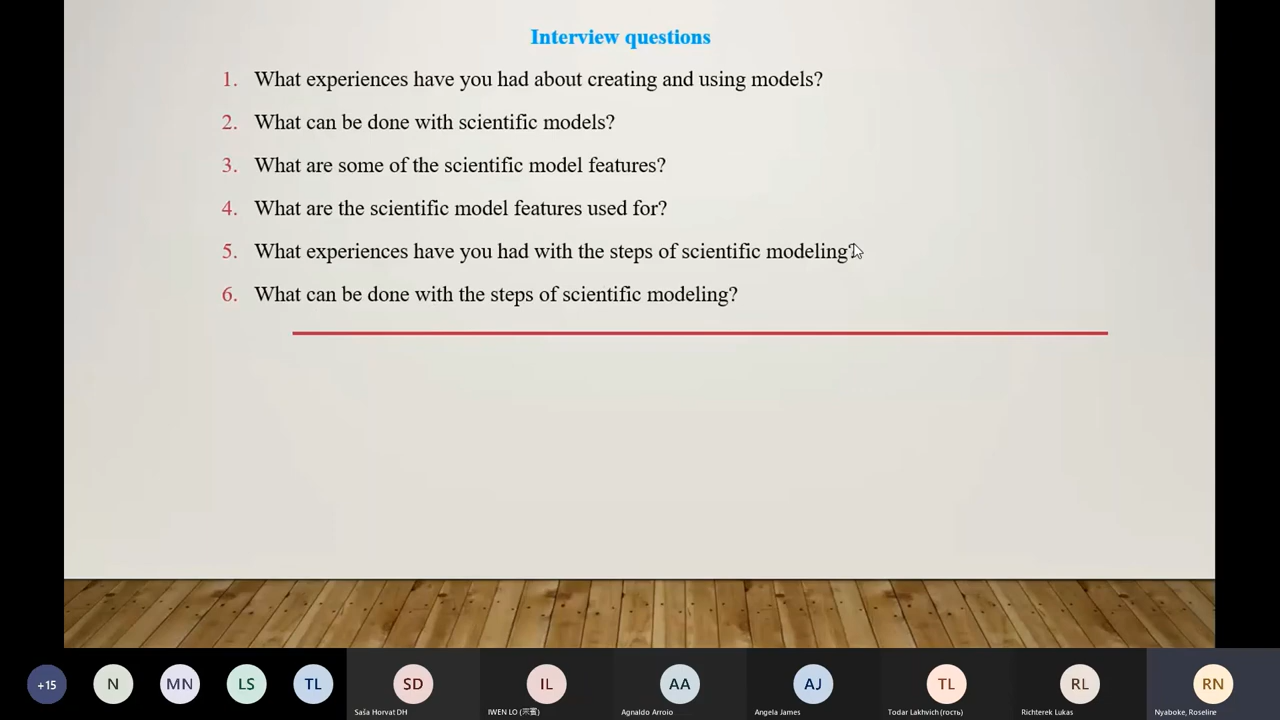 Interview questions
1. What experiences have you had about creating and using models?
2. What can be done with scientific models?
3. What are some of the scientific model features?
4. What are the scientific model features used for?
5. What experiences have you had with the steps of scientific modeling?
6. What can be done with the steps of scientific modeling?
+15 N MN LS TL SD IL AA AJ TL RL RN
Saša Horvat DH IWEN LO Agnaldo Arroio Angela James Todar Lakhvich (гость) Richterek Lukas Nyaboke, Roseline